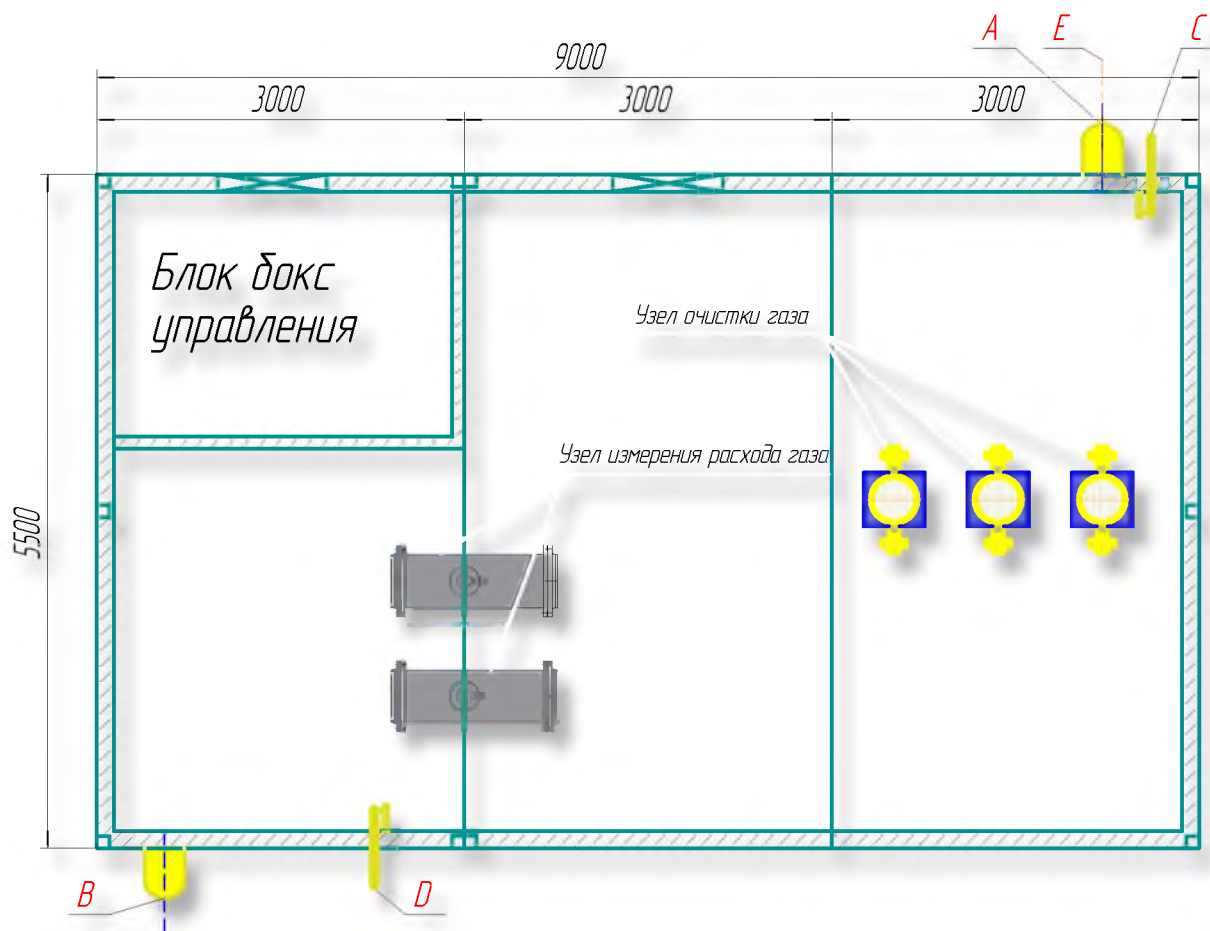 A E C
9000
3000 3000 3000
Блок бокс
управления
Узел очистки газа
Узел измерения расхода газа
5500
B D